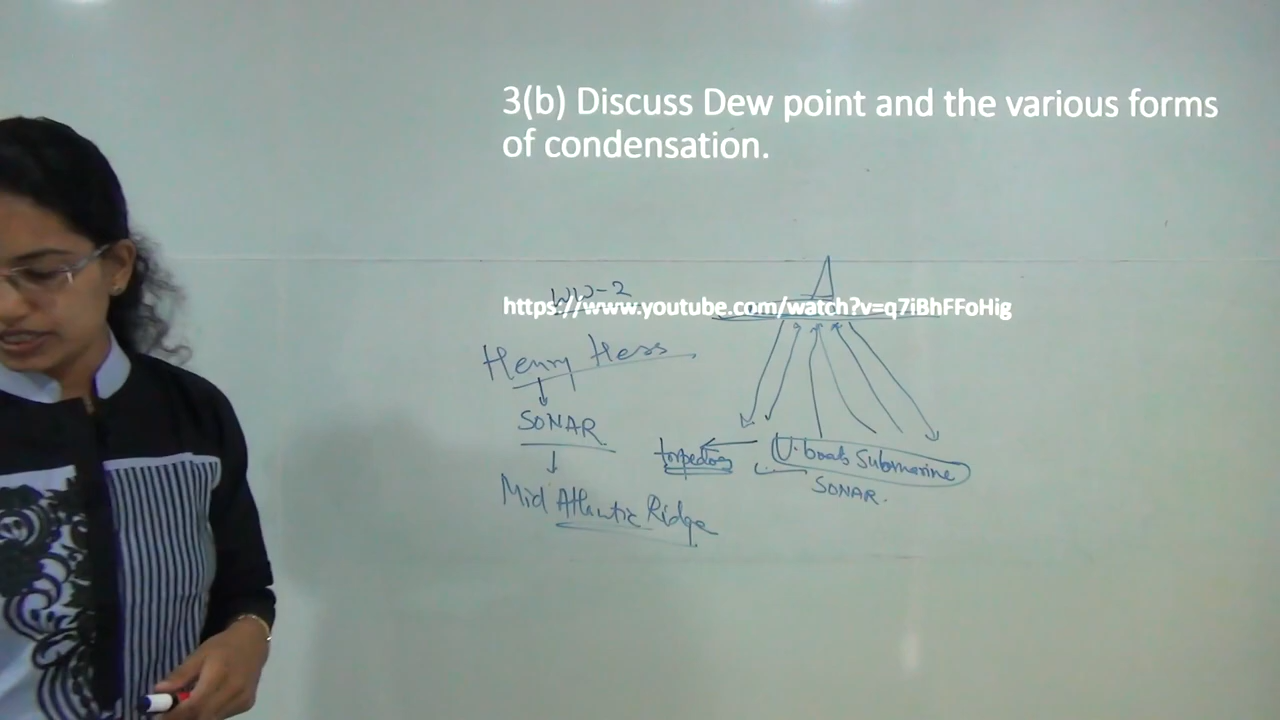 3(b) Discuss Dew point and the various forms
of condensation.
WW-2
https://www.youtube.com/watch?v=q7iBhFFoHig
Henry Hess
SONAR
torpedoes
U-boats Submarine
SONAR.
Mid Atlantic Ridge